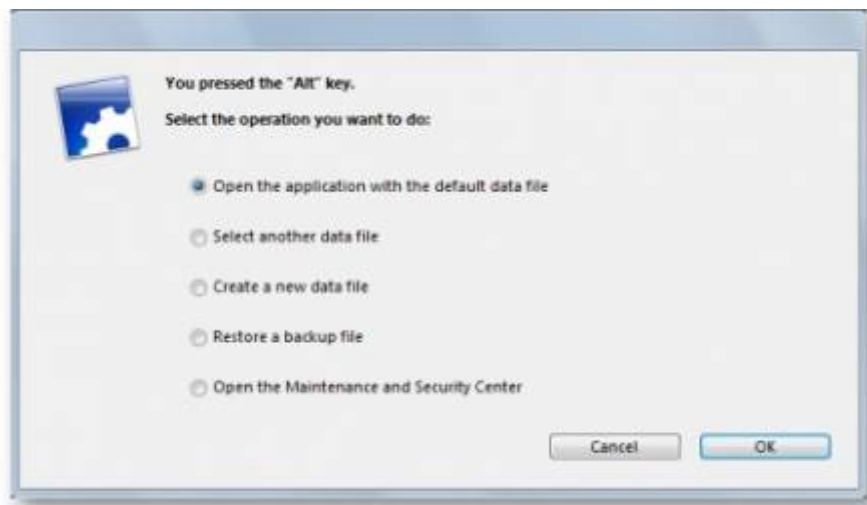 You pressed the "Alt" key.
Select the operation you want to do:
Open the application with the default data file
Select another data file
Create a new data file
Restore a backup file
Open the Maintenance and Security Center
Cancel
OK